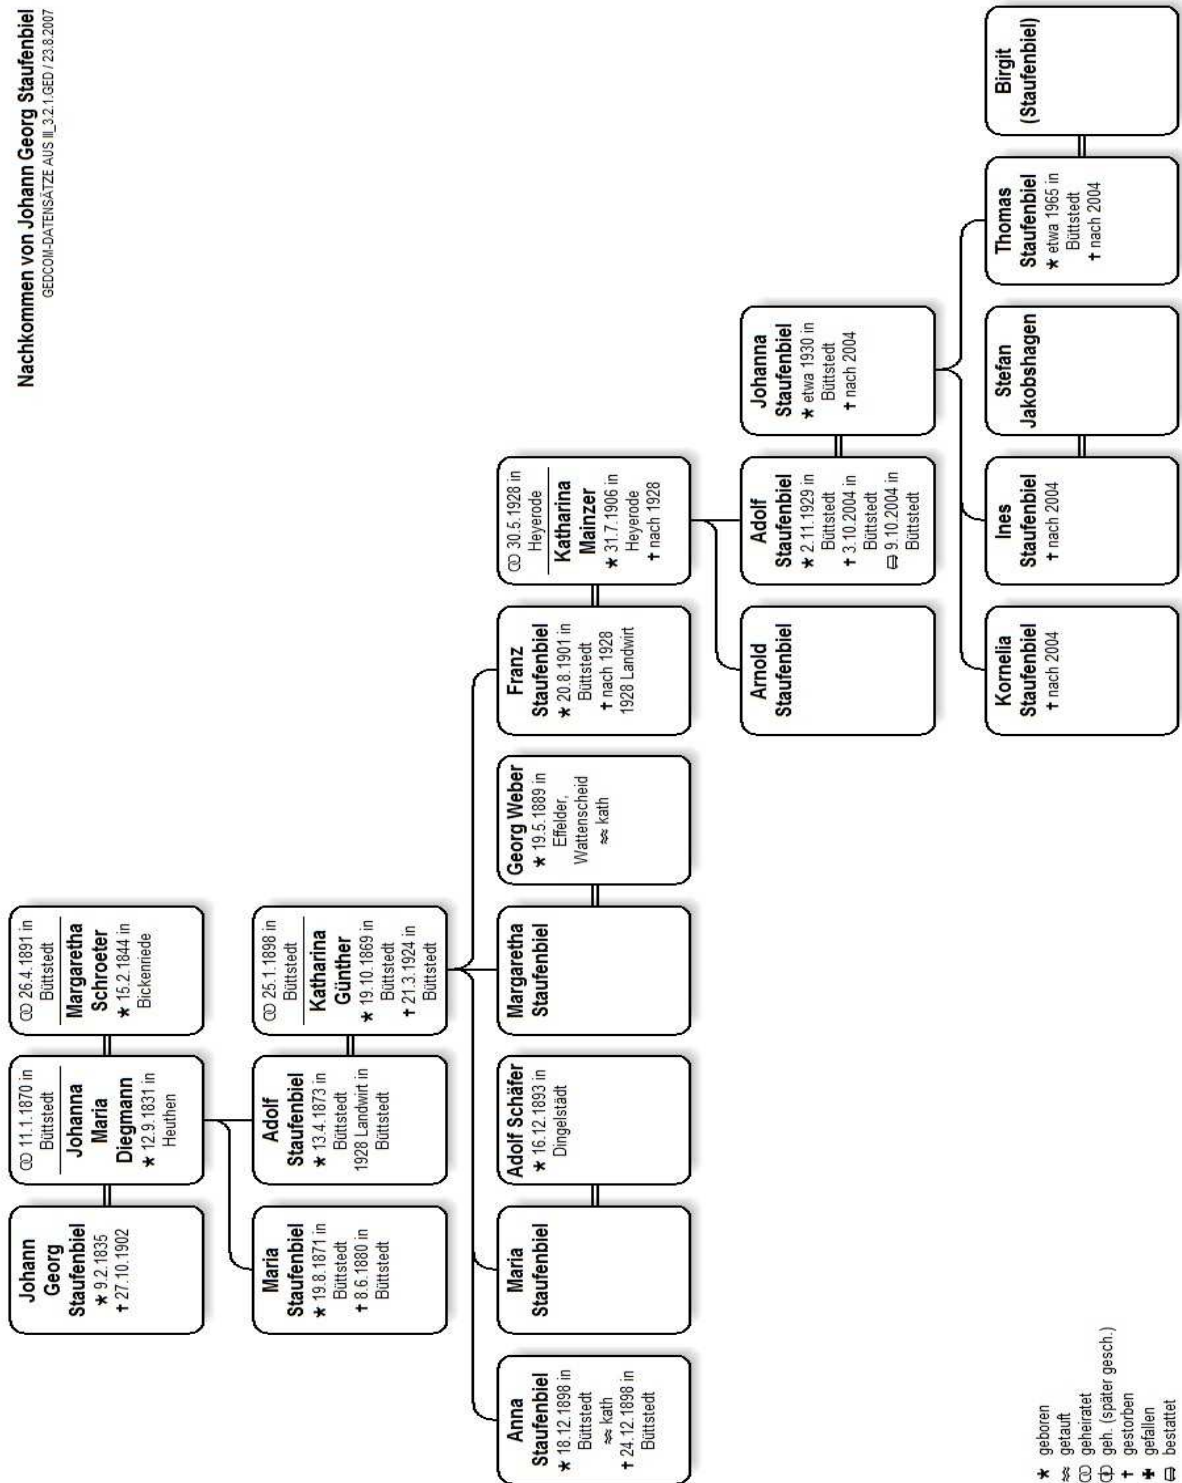 Nachkommen von Johann Georg Staufenbiel
GEDCOM-DATENSÄTZE AUS III_3.2.1.GED / 23.8.2007
Johann
Georg
Staufenbiel
★ 9.2.1835
✝ 27.10.1902
⚭ 11.1.1870 in
Büttstedt
Johanna
Maria
Diegmann
★ 12.9.1831 in
Heuthen
⚭ 26.4.1891 in
Büttstedt
Margaretha
Schroeter
★ 15.2.1844 in
Bickenriede
Maria
Staufenbiel
★ 19.8.1871 in
Büttstedt
✝ 8.6.1880 in
Büttstedt
Adolf
Staufenbiel
★ 13.4.1873 in
Büttstedt
1928 Landwirt in
Büttstedt
⚭ 25.1.1898 in
Büttstedt
Katharina
Günther
★ 19.10.1869 in
Büttstedt
✝ 21.3.1924 in
Büttstedt
Anna
Staufenbiel
★ 18.12.1898 in
Büttstedt
≈ kath
✝ 24.12.1898 in
Büttstedt
Maria
Staufenbiel
Adolf Schäfer
★ 16.12.1893 in
Dingelstädt
Margaretha
Staufenbiel
Georg Weber
★ 19.5.1889 in
Effelder,
Wattenscheid
≈ kath
Franz
Staufenbiel
★ 20.8.1901 in
Büttstedt
✝ nach 1928
1928 Landwirt
⚭ 30.5.1928 in
Heyerode
Katharina
Mainzer
★ 31.7.1906 in
Heyerode
✝ nach 1928
Arnold
Staufenbiel
Adolf
Staufenbiel
★ 2.11.1929 in
Büttstedt
✝ 3.10.2004 in
Büttstedt
⚰ 9.10.2004 in
Büttstedt
Johanna
Staufenbiel
★ etwa 1930 in
Büttstedt
✝ nach 2004
Kornelia
Staufenbiel
✝ nach 2004
Ines
Staufenbiel
✝ nach 2004
Stefan
Jakobshagen
Thomas
Staufenbiel
★ etwa 1965 in
Büttstedt
✝ nach 2004
Birgit
(Staufenbiel)
★ geboren
≈ getauft
⚭ geheiratet
⚮ geh. (später gesch.)
✝ gestorben
✠ gefallen
⚰ bestattet